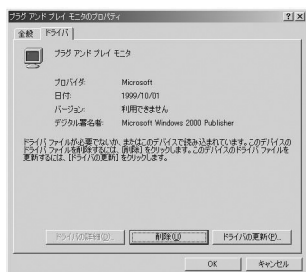 プラグ アンド プレイ モニタのプロパティ
全般 ドライバ
プラグ アンド プレイ モニタ
プロバイダ: Microsoft
日付: 1999/10/01
バージョン: 利用できません
デジタル署名者: Microsoft Windows 2000 Publisher
ドライバ ファイルが必要でないか、またはこのデバイスで読み込まれています。このデバイスの
ドライバ ファイルを削除するには、[削除] をクリックします。このデバイスのドライバ ファイルを
更新するには、[ドライバの更新] をクリックします。
ドライバの詳細(D)... 削除(U) ドライバの更新(P)...
OK キャンセル